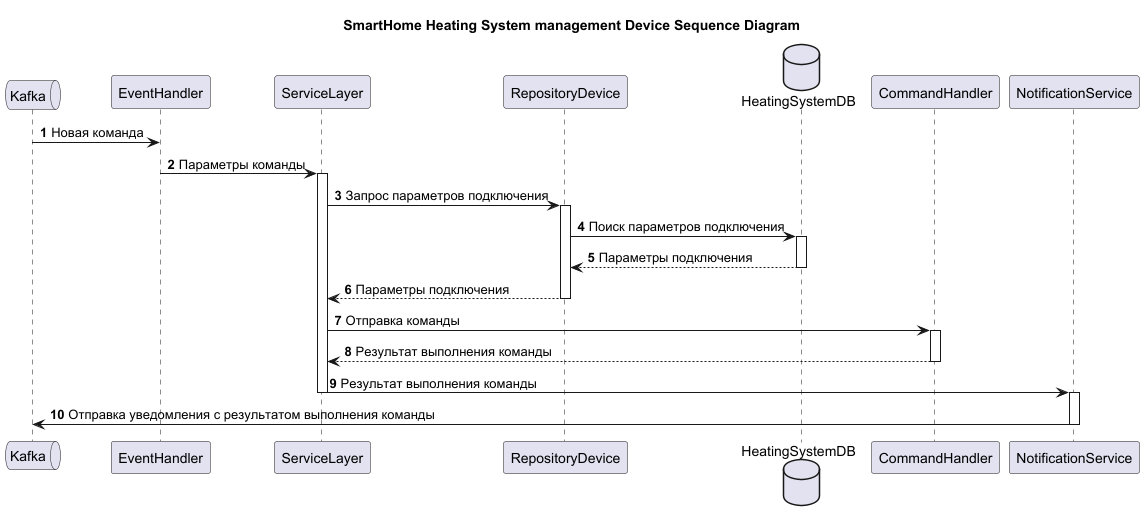 SmartHome Heating System management Device Sequence Diagram
Kafka
EventHandler
ServiceLayer
RepositoryDevice
HeatingSystemDB
CommandHandler
NotificationService
1 Новая команда
2 Параметры команды
3 Запрос параметров подключения
4 Поиск параметров подключения
5 Параметры подключения
6 Параметры подключения
7 Отправка команды
8 Результат выполнения команды
9 Результат выполнения команды
10 Отправка уведомления с результатом выполнения команды
Kafka
EventHandler
ServiceLayer
RepositoryDevice
HeatingSystemDB
CommandHandler
NotificationService